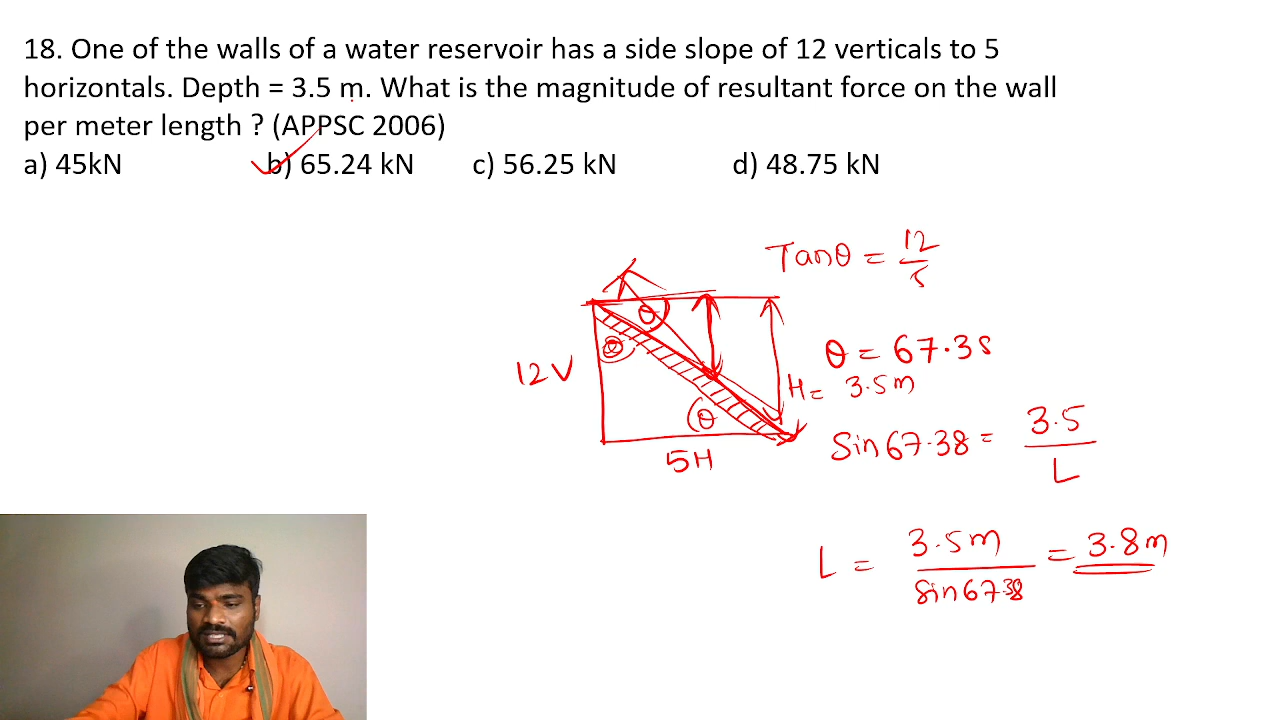 18. One of the walls of a water reservoir has a side slope of 12 verticals to 5
horizontals. Depth = 3.5 m. What is the magnitude of resultant force on the wall
per meter length ? (APPSC 2006)
a) 45kN b) 65.24 kN c) 56.25 kN d) 48.75 kN
Tanθ = 12/5
θ
θ
12V
θ = 67.38
H = 3.5m
θ
Sin 67.38 = 3.5/L
5H
L = 3.5m/sin 67.38 = 3.8m